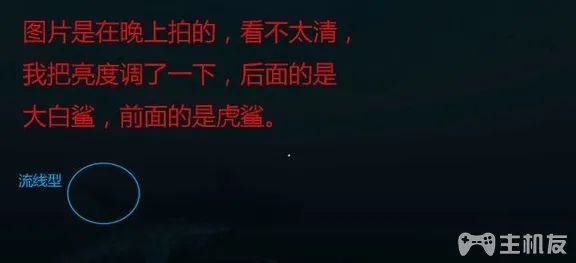 图片是在晚上拍的，看不太清，
我把亮度调了一下，后面的是
大白鲨，前面的是虎鲨。
流线型
主机友